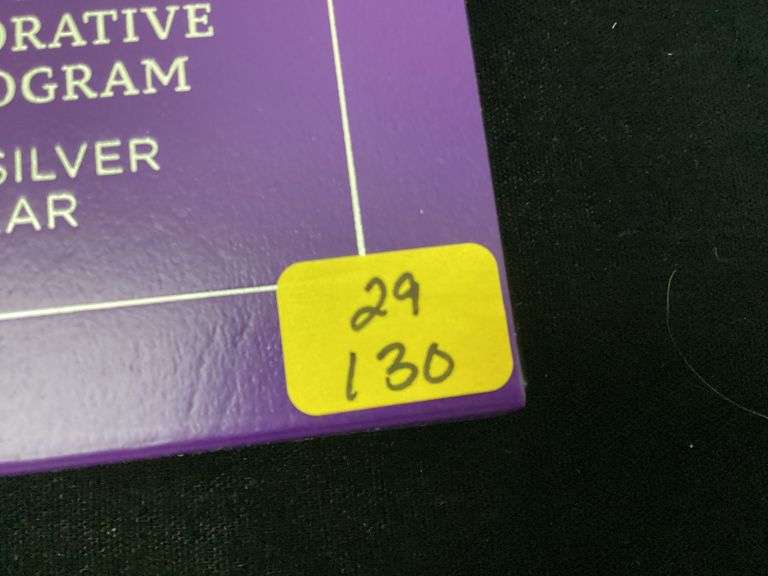 ORATIVE
OGRAM
SILVER
AR
29
130